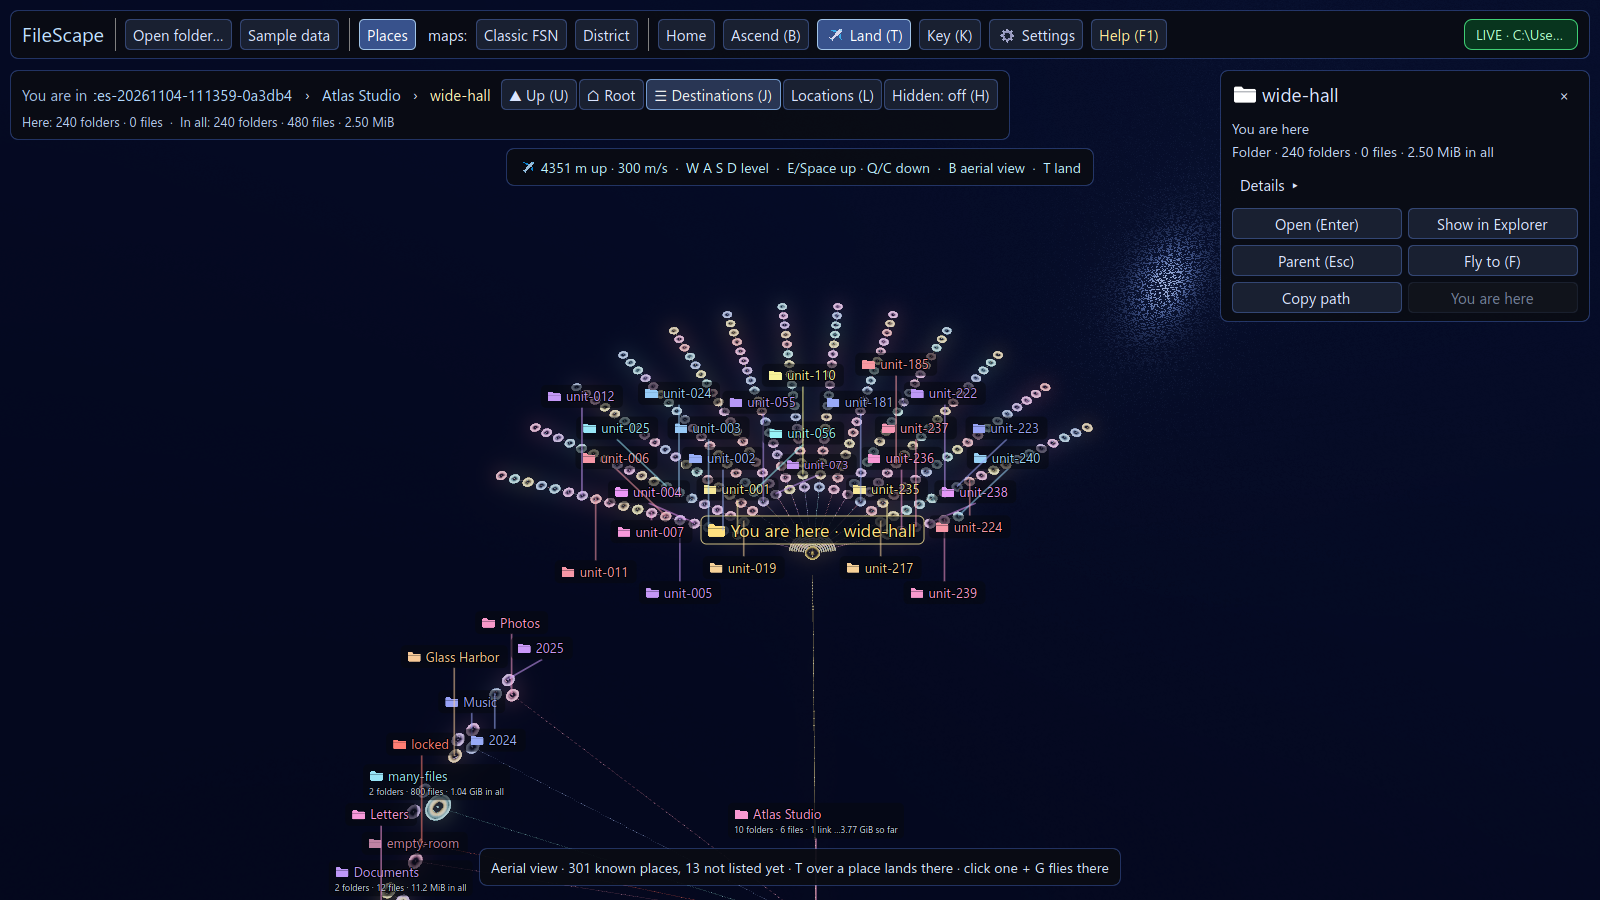 FileScape
Open folder...
Sample data
Places
maps:
Classic FSN
District
Home
Ascend (B)
Land (T)
Key (K)
Settings
Help (F1)
LIVE · C:\Use...
You are in :es-20261104-111359-0a3db4 › Atlas Studio › wide-hall
▲ Up (U)
Root
☰ Destinations (J)
Locations (L)
Hidden: off (H)
Here: 240 folders · 0 files · In all: 240 folders · 480 files · 2.50 MiB
4351 m up · 300 m/s · W A S D level · E/Space up · Q/C down · B aerial view · T land
wide-hall
×
You are here
Folder · 240 folders · 0 files · 2.50 MiB in all
Details ▸
Open (Enter)
Show in Explorer
Parent (Esc)
Fly to (F)
Copy path
You are here
unit-185
unit-110
unit-012
unit-024
unit-055
unit-181
unit-222
unit-025
unit-003
unit-056
unit-237
unit-223
unit-006
unit-002
unit-073
unit-236
unit-240
unit-004
unit-001
unit-235
unit-238
unit-007
You are here · wide-hall
unit-224
unit-011
unit-019
unit-217
unit-005
unit-239
Photos
2025
Glass Harbor
Music
2024
locked
many-files
2 folders · 800 files · 1.04 GiB in all
Letters
Atlas Studio
10 folders · 6 files · 1 link ...3.77 GiB so far
empty-room
Documents
2 folders · 12 files · 11.2 MiB in all
Aerial view · 301 known places, 13 not listed yet · T over a place lands there · click one + G flies there